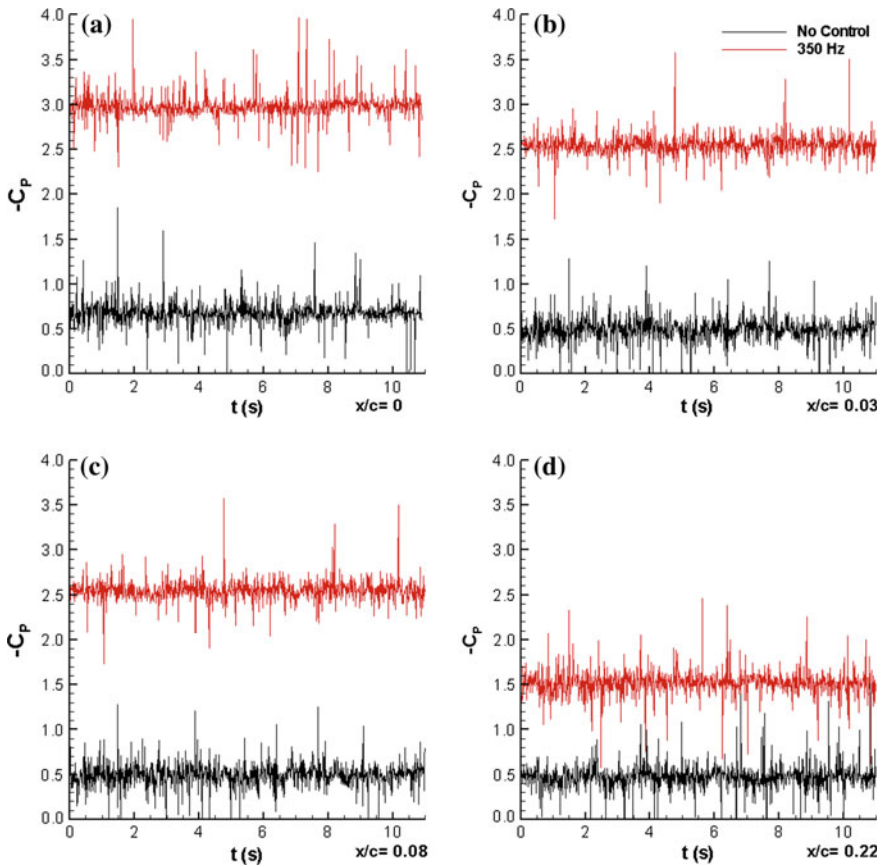 (a)
4.0
3.5
3.0
2.5
2.0
1.5
1.0
0.5
0.0
-CP
0 2 4 6 8 10
t (s)
x/c= 0
(b)
No Control
350 Hz
4.0
3.5
3.0
2.5
2.0
1.5
1.0
0.5
0.0
-CP
0 2 4 6 8 10
t (s)
x/c= 0.03
(c)
4.0
3.5
3.0
2.5
2.0
1.5
1.0
0.5
0.0
-CP
0 2 4 6 8 10
t (s)
x/c= 0.08
(d)
4.0
3.5
3.0
2.5
2.0
1.5
1.0
0.5
0.0
-CP
0 2 4 6 8 10
t (s)
x/c= 0.22